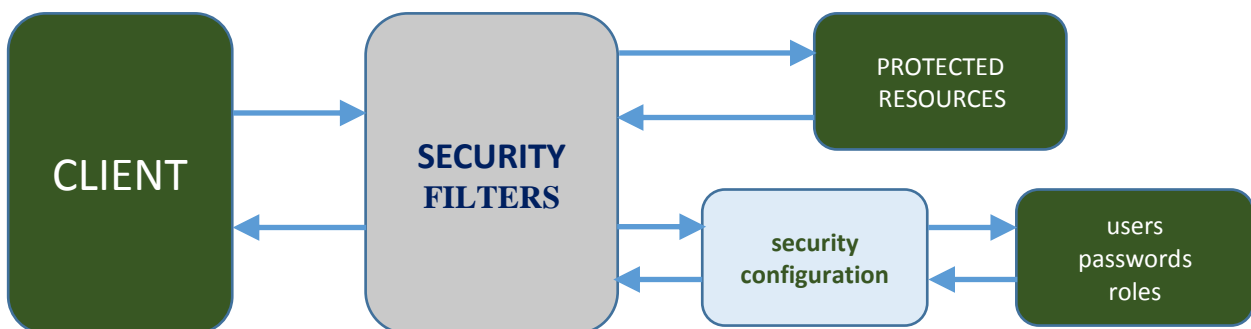 CLIENT
SECURITY
FILTERS
PROTECTED
RESOURCES
security
configuration
users
passwords
roles